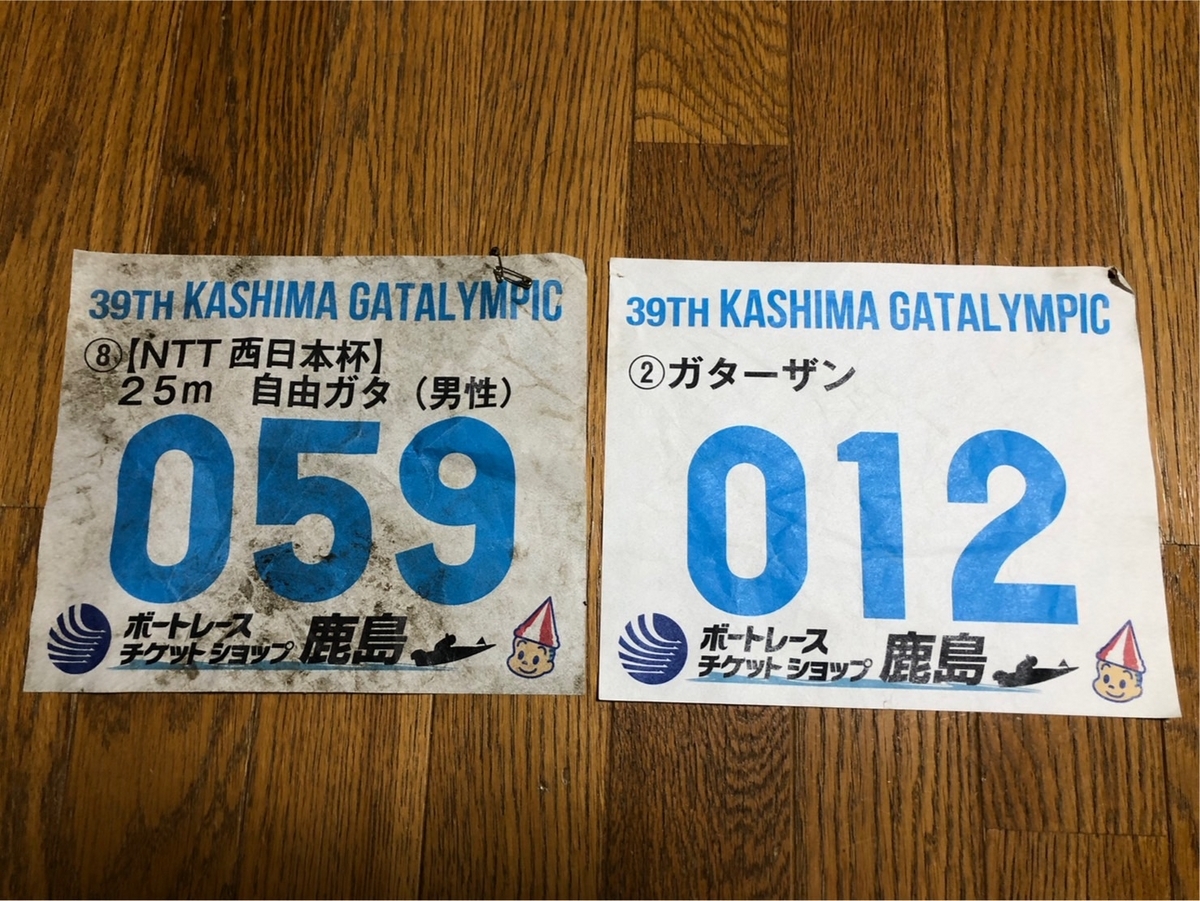 39TH KASHIMA GATALYMPIC
⑧【NTT 西日本杯】
25m 自由ガタ（男性）
059
ボートレース
チケットショップ 鹿島
39TH KASHIMA GATALYMPIC
②ガターザン
012
ボートレース
チケットショップ 鹿島